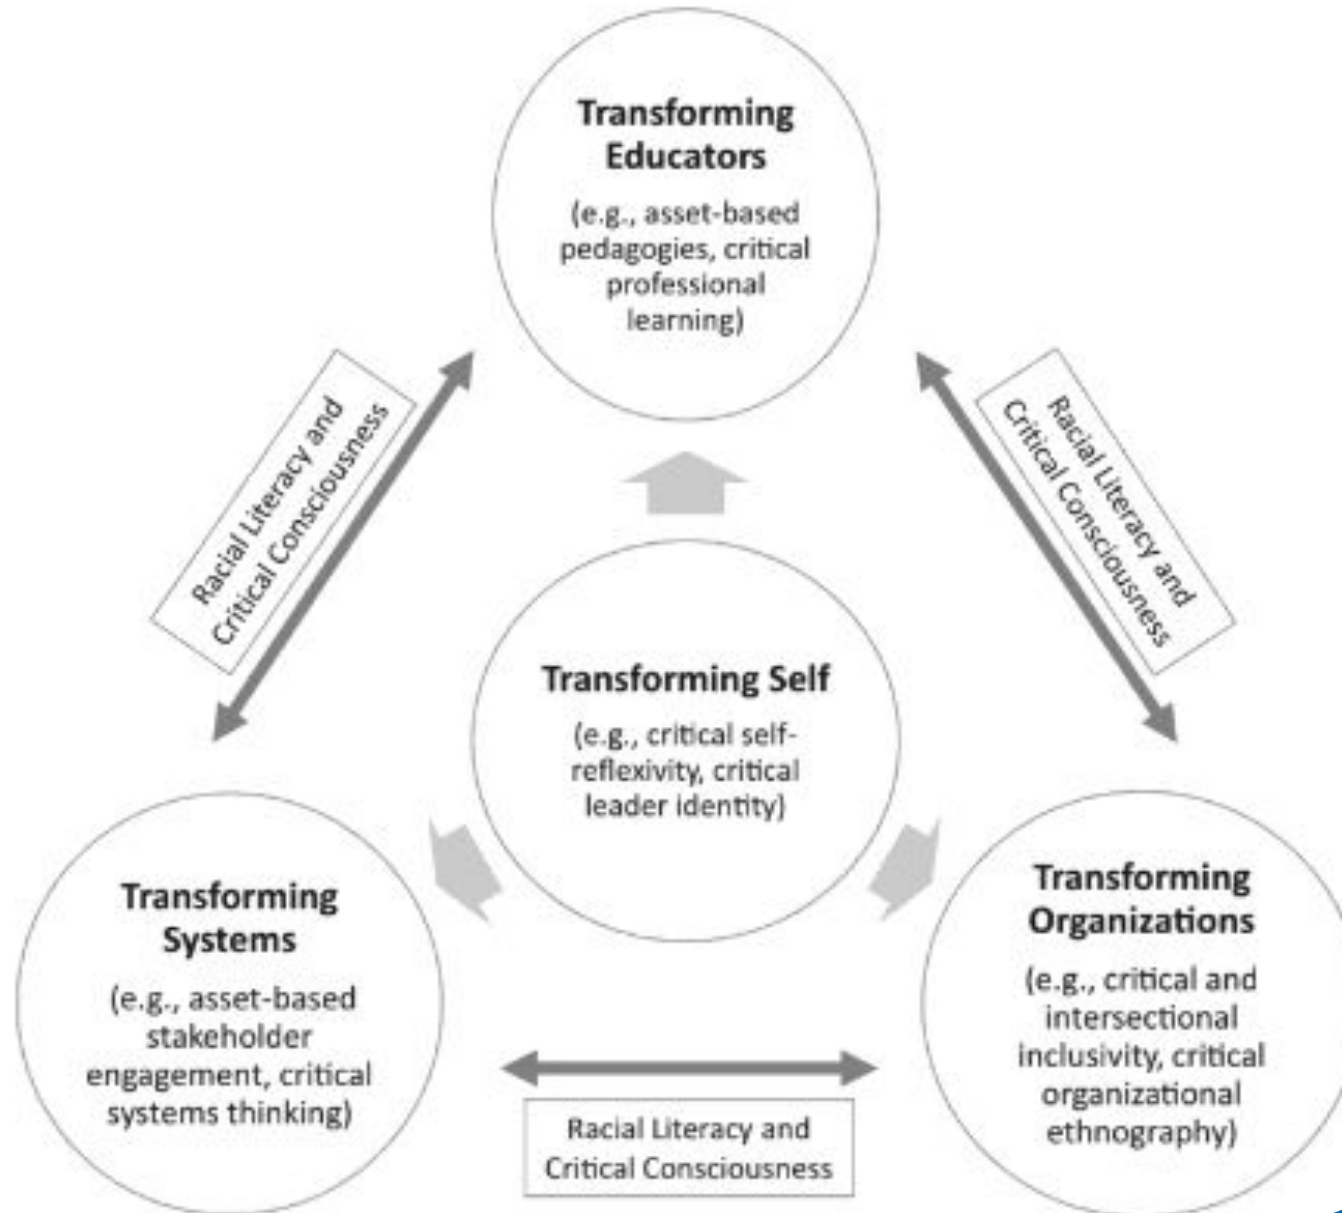 Transforming
Educators
(e.g., asset-based
pedagogies, critical
professional
learning)
Racial Literacy and
Critical Consciousness
Racial Literacy and
Critical Consciousness
Transforming Self
(e.g., critical self-
reflexivity, critical
leader identity)
Transforming
Systems
(e.g., asset-based
stakeholder
engagement, critical
systems thinking)
Transforming
Organizations
(e.g., critical and
intersectional
inclusivity, critical
organizational
ethnography)
Racial Literacy and
Critical Consciousness